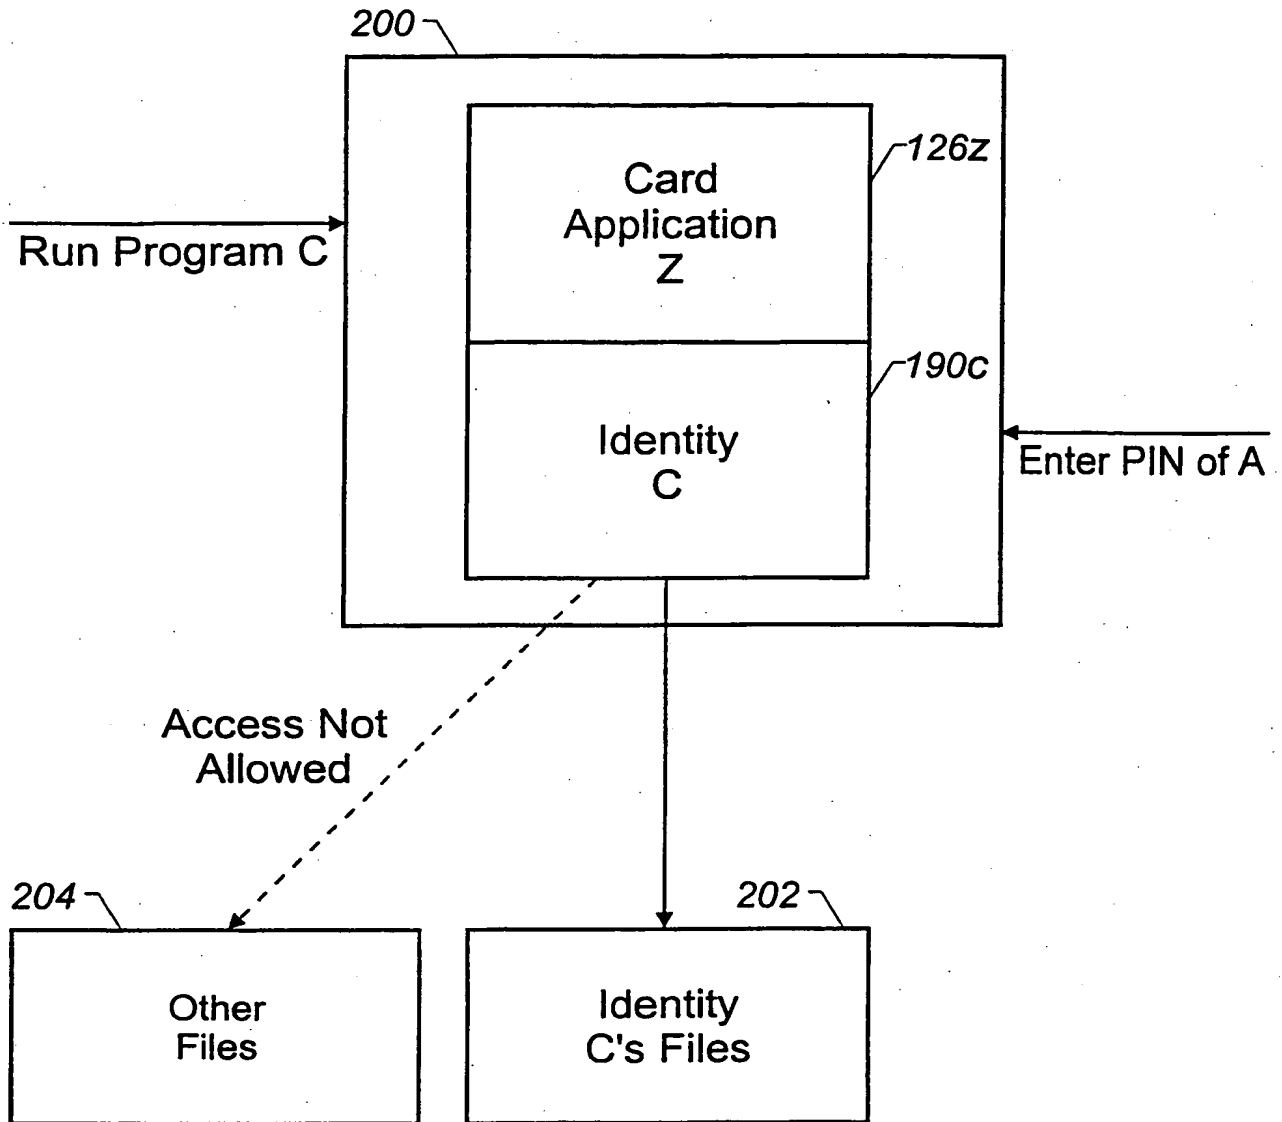 200
126z
Card
Application
Z
Run Program C
190c
Identity
C
Enter PIN of A
Access Not
Allowed
204
202
Other
Files
Identity
C's Files